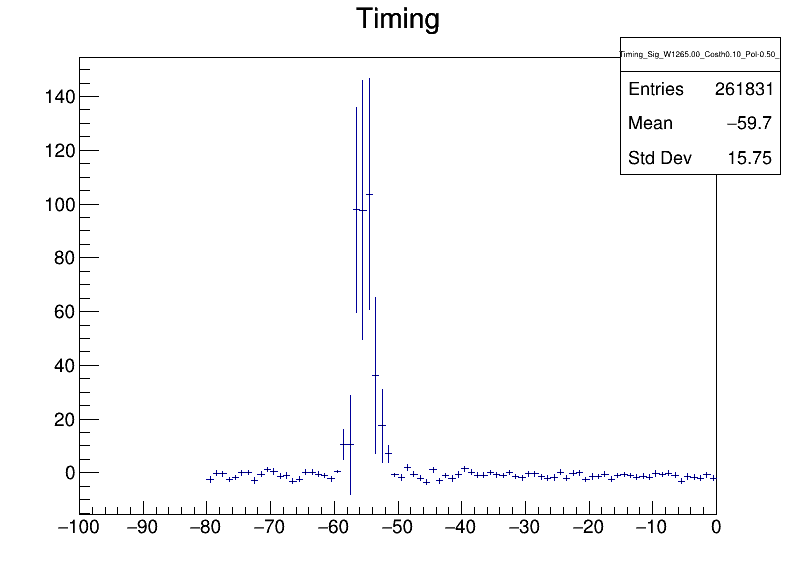 Timing
Timing_Sig_W1265.00_Costh0.10_Pol-0.50_
Entries 261831
Mean −59.7
Std Dev 15.75
140
120
100
80
60
40
20
0
−100 −90 −80 −70 −60 −50 −40 −30 −20 −10 0